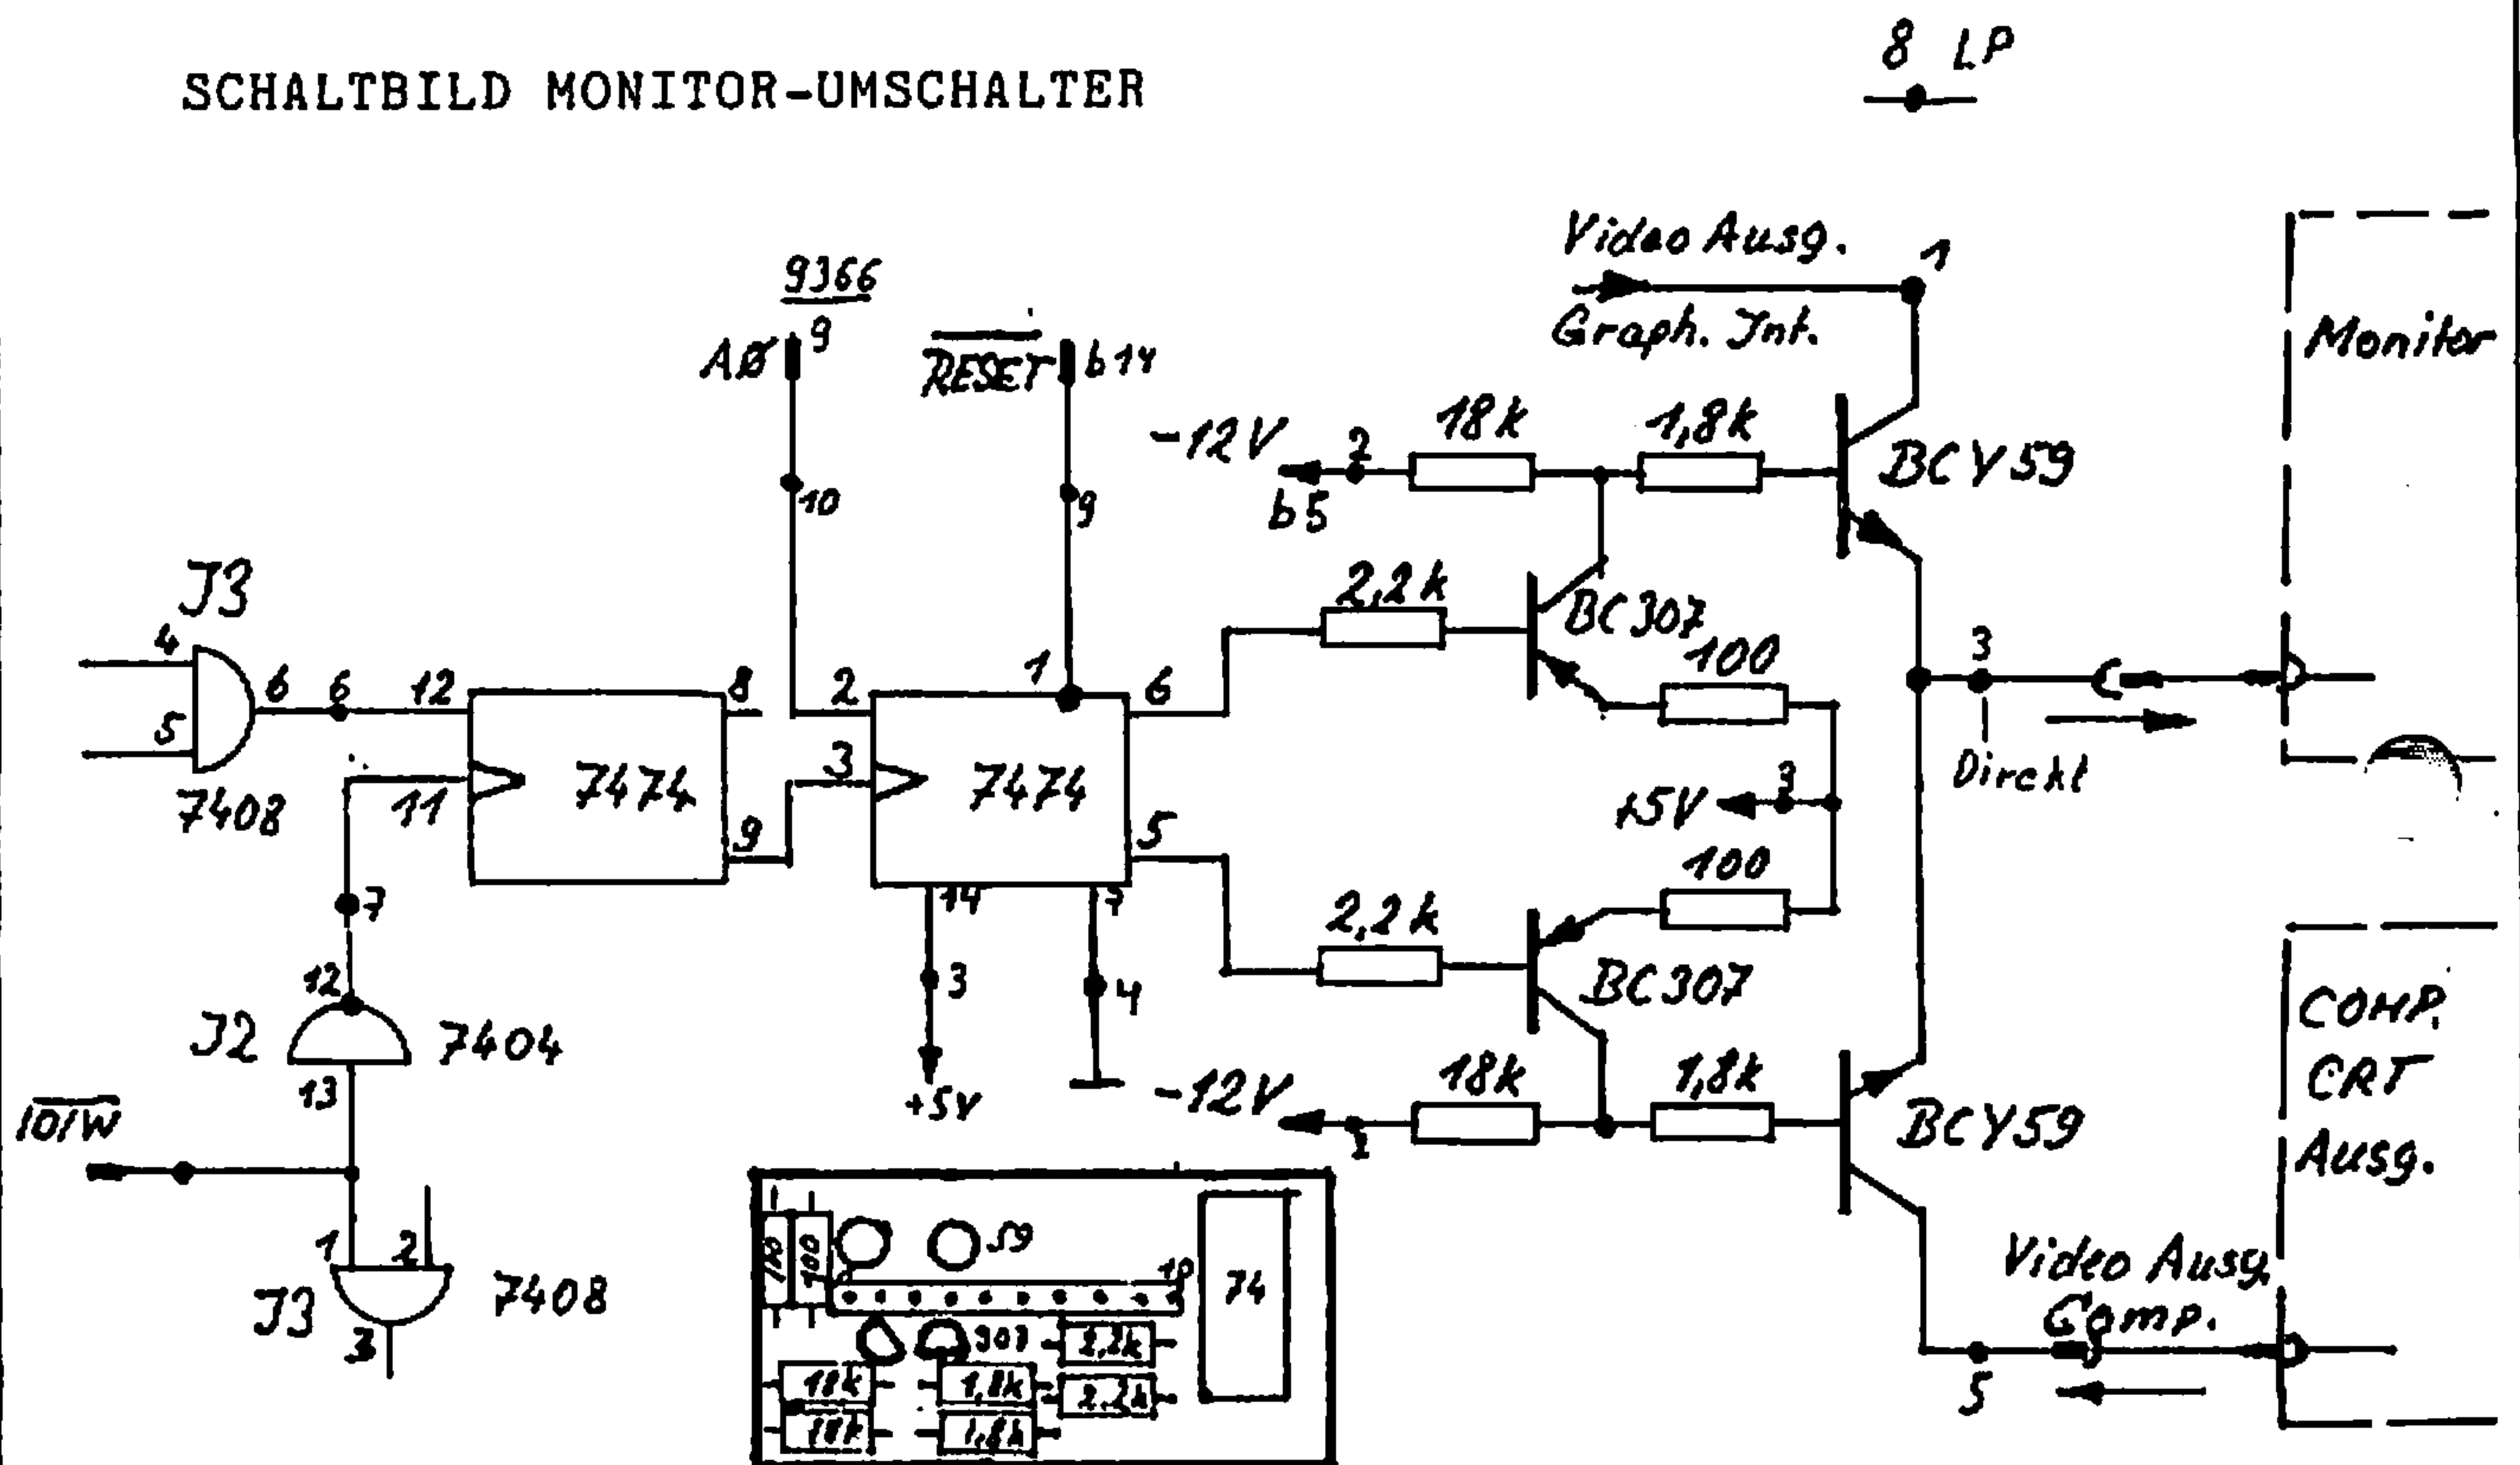 SCHALTBILD MONITOR-UMSCHALTER
8 LP
Video Ausg.
1
Graph. Int.
Monitor
9366
9
AØ
RESET
b14
10
9
-12V
2
b5
18k
1,8k
BCY59
2,2k
BC307
100
J3
4
5
6
6
12
7408
11
7474
8
9
2
3
1
7474
6
5
14
7
3
4
+5V
3
Direkt
+5V
3
100
2,2k
BC307
7
12
J2
7404
13
IO/W
1
2
J3
7408
3
-12V
18k
1,8k
BCY59
COMP.
CRT
Ausg.
Video Ausg.
Comp.
5
100
59
10
74
307
2,2k
18k
1,8k
2.2k
18k
1,8k